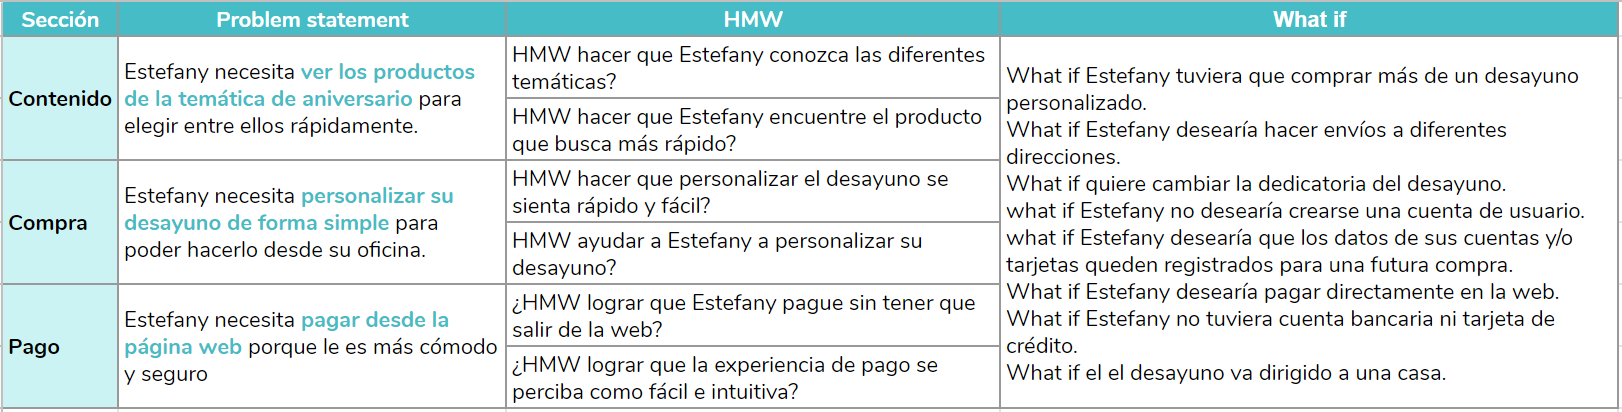 Sección
Problem statement
HMW
What if
Contenido
Estefany necesita ver los productos
de la temática de aniversario para
elegir entre ellos rápidamente.
HMW hacer que Estefany conozca las diferentes
temáticas?
HMW hacer que Estefany encuentre el producto
que busca más rápido?
Compra
Estefany necesita personalizar su
desayuno de forma simple para
poder hacerlo desde su oficina.
HMW hacer que personalizar el desayuno se
sienta rápido y fácil?
HMW ayudar a Estefany a personalizar su
desayuno?
Pago
Estefany necesita pagar desde la
página web porque le es más cómodo
y seguro
¿HMW lograr que Estefany pague sin tener que
salir de la web?
¿HMW lograr que la experiencia de pago se
perciba como fácil e intuitiva?
What if Estefany tuviera que comprar más de un desayuno
personalizado.
What if Estefany desearía hacer envíos a diferentes
direcciones.
What if quiere cambiar la dedicatoria del desayuno.
what if Estefany no desearía crearse una cuenta de usuario.
what if Estefany desearía que los datos de sus cuentas y/o
tarjetas queden registrados para una futura compra.
What if Estefany desearía pagar directamente en la web.
What if Estefany no tuviera cuenta bancaria ni tarjeta de
crédito.
What if el el desayuno va dirigido a una casa.